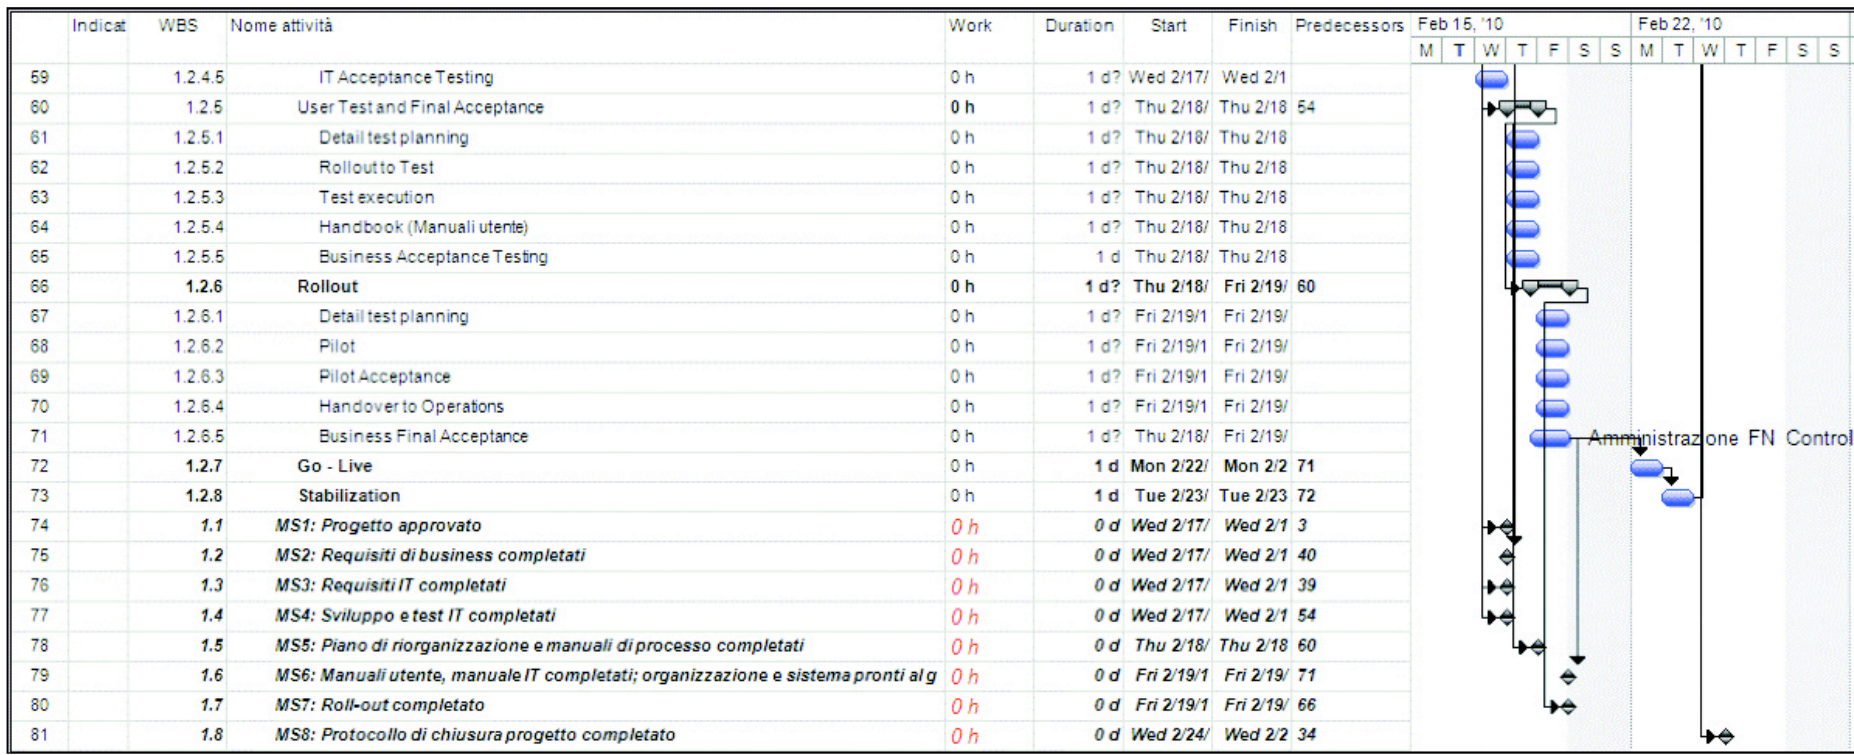 Indicat WBS Nome attività Work Duration Start Finish Predecessors Feb 15, '10 Feb 22, '10
M T W T F S S M T W T F S S
59 1.2.4.5 IT Acceptance Testing 0 h 1 d? Wed 2/17/ Wed 2/1
60 1.2.5 User Test and Final Acceptance 0 h 1 d? Thu 2/18/ Thu 2/18 54
61 1.2.5.1 Detail test planning 0 h 1 d? Thu 2/18/ Thu 2/18
62 1.2.5.2 Rollout to Test 0 h 1 d? Thu 2/18/ Thu 2/18
63 1.2.5.3 Test execution 0 h 1 d? Thu 2/18/ Thu 2/18
64 1.2.5.4 Handbook (Manuali utente) 0 h 1 d? Thu 2/18/ Thu 2/18
65 1.2.5.5 Business Acceptance Testing 0 h 1 d Thu 2/18/ Thu 2/18
66 1.2.6 Rollout 0 h 1 d? Thu 2/18/ Fri 2/19/ 60
67 1.2.6.1 Detail test planning 0 h 1 d? Fri 2/19/1 Fri 2/19/
68 1.2.6.2 Pilot 0 h 1 d? Fri 2/19/1 Fri 2/19/
69 1.2.6.3 Pilot Acceptance 0 h 1 d? Fri 2/19/1 Fri 2/19/
70 1.2.6.4 Handover to Operations 0 h 1 d? Fri 2/19/1 Fri 2/19/
71 1.2.6.5 Business Final Acceptance 0 h 1 d? Thu 2/18/ Fri 2/19/ Amministrazione FN Control
72 1.2.7 Go - Live 0 h 1 d Mon 2/22/ Mon 2/2 71
73 1.2.8 Stabilization 0 h 1 d Tue 2/23/ Tue 2/23 72
74 1.1 MS1: Progetto approvato 0 h 0 d Wed 2/17/ Wed 2/1 3
75 1.2 MS2: Requisiti di business completati 0 h 0 d Wed 2/17/ Wed 2/1 40
76 1.3 MS3: Requisiti IT completati 0 h 0 d Wed 2/17/ Wed 2/1 39
77 1.4 MS4: Sviluppo e test IT completati 0 h 0 d Wed 2/17/ Wed 2/1 54
78 1.5 MS5: Piano di riorganizzazione e manuali di processo completati 0 h 0 d Thu 2/18/ Thu 2/18 60
79 1.6 MS6: Manuali utente, manuale IT completati; organizzazione e sistema pronti al g 0 h 0 d Fri 2/19/1 Fri 2/19/ 71
80 1.7 MS7: Roll-out completato 0 h 0 d Fri 2/19/1 Fri 2/19/ 66
81 1.8 MS8: Protocollo di chiusura progetto completato 0 h 0 d Wed 2/24/ Wed 2/2 34